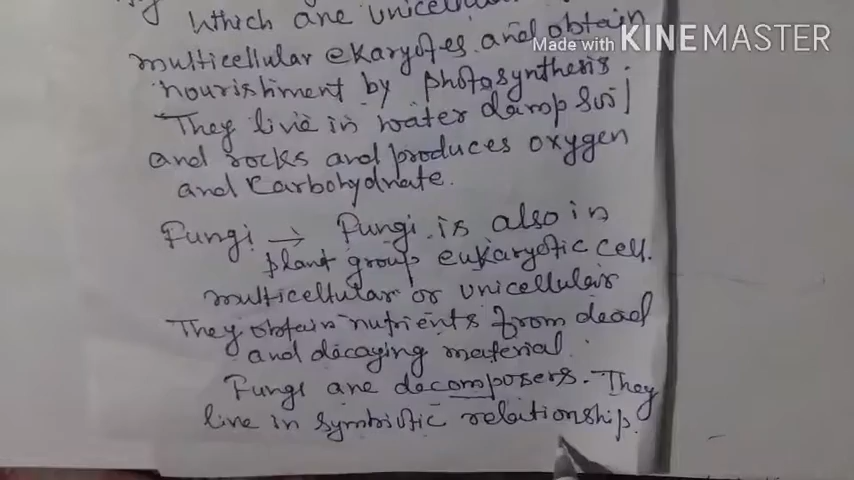 which are unicellular
multicellular ekaryotes and obtain
nourishment by photosynthesis.
They live in water damp soil
and rocks and produces oxygen
and carbohydrate.
Fungi → Fungi is also in
plant group eukaryotic cell.
multicellular or unicellular
They obtain nutrients from dead
and decaying material.
Fungi are decomposers. They
live in symbiotic relationship.
Made with KINEMASTER